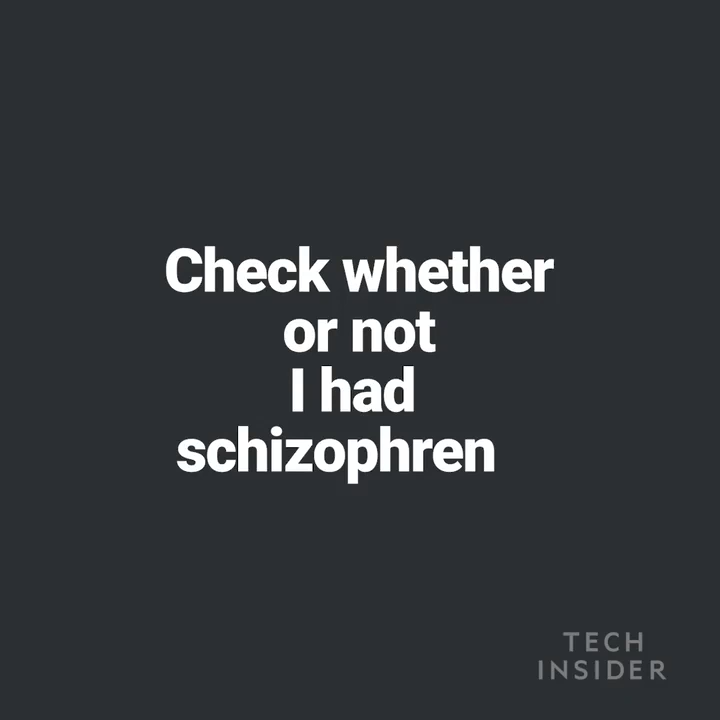 Check whether
or not
I had
schizophren
TECH
INSIDER